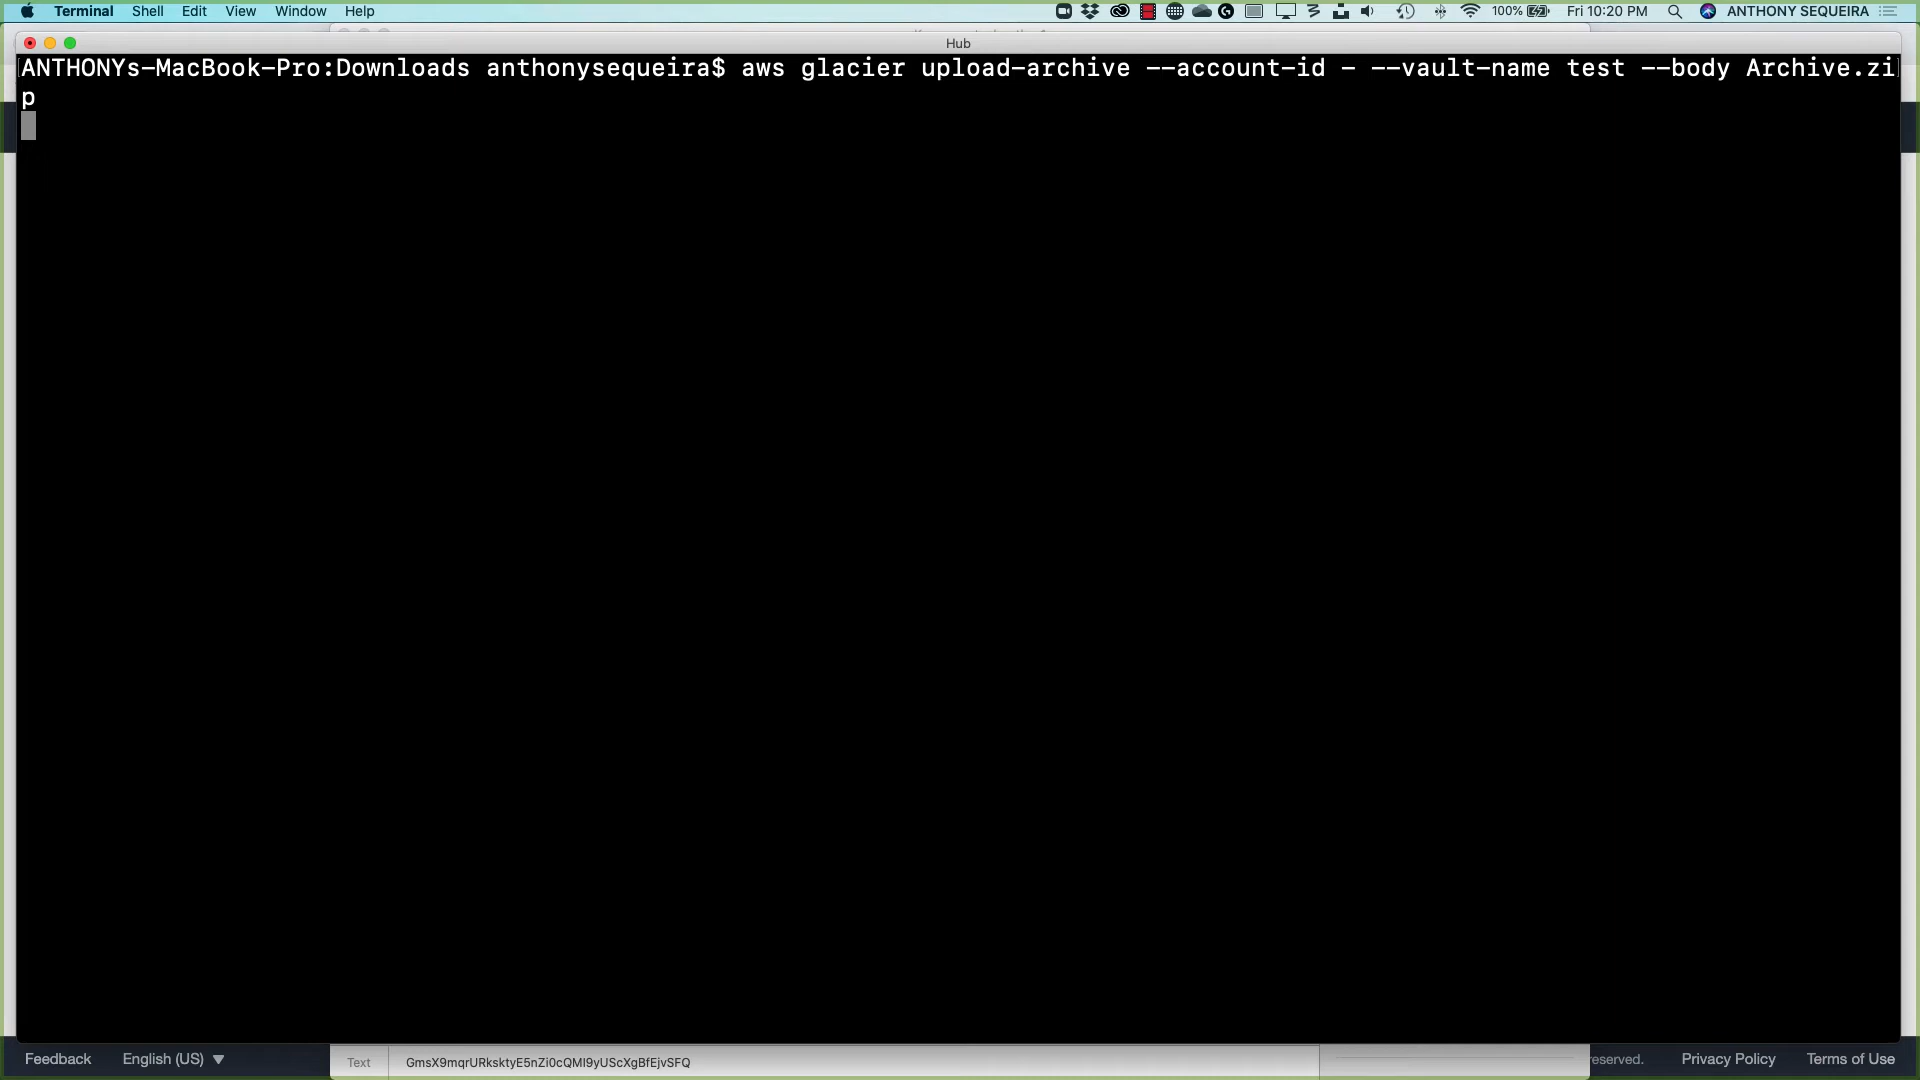 Terminal Shell Edit View Window Help 100% Fri 10:20 PM ANTHONY SEQUEIRA
Hub
ANTHONYs-MacBook-Pro:Downloads anthonysequeira$ aws glacier upload-archive --account-id - --vault-name test --body Archive.zi
p
Feedback English (US) Text GmsX9mqrURksktyE5nZi0cQMI9yUScXgBfEjvSFQ reserved. Privacy Policy Terms of Use